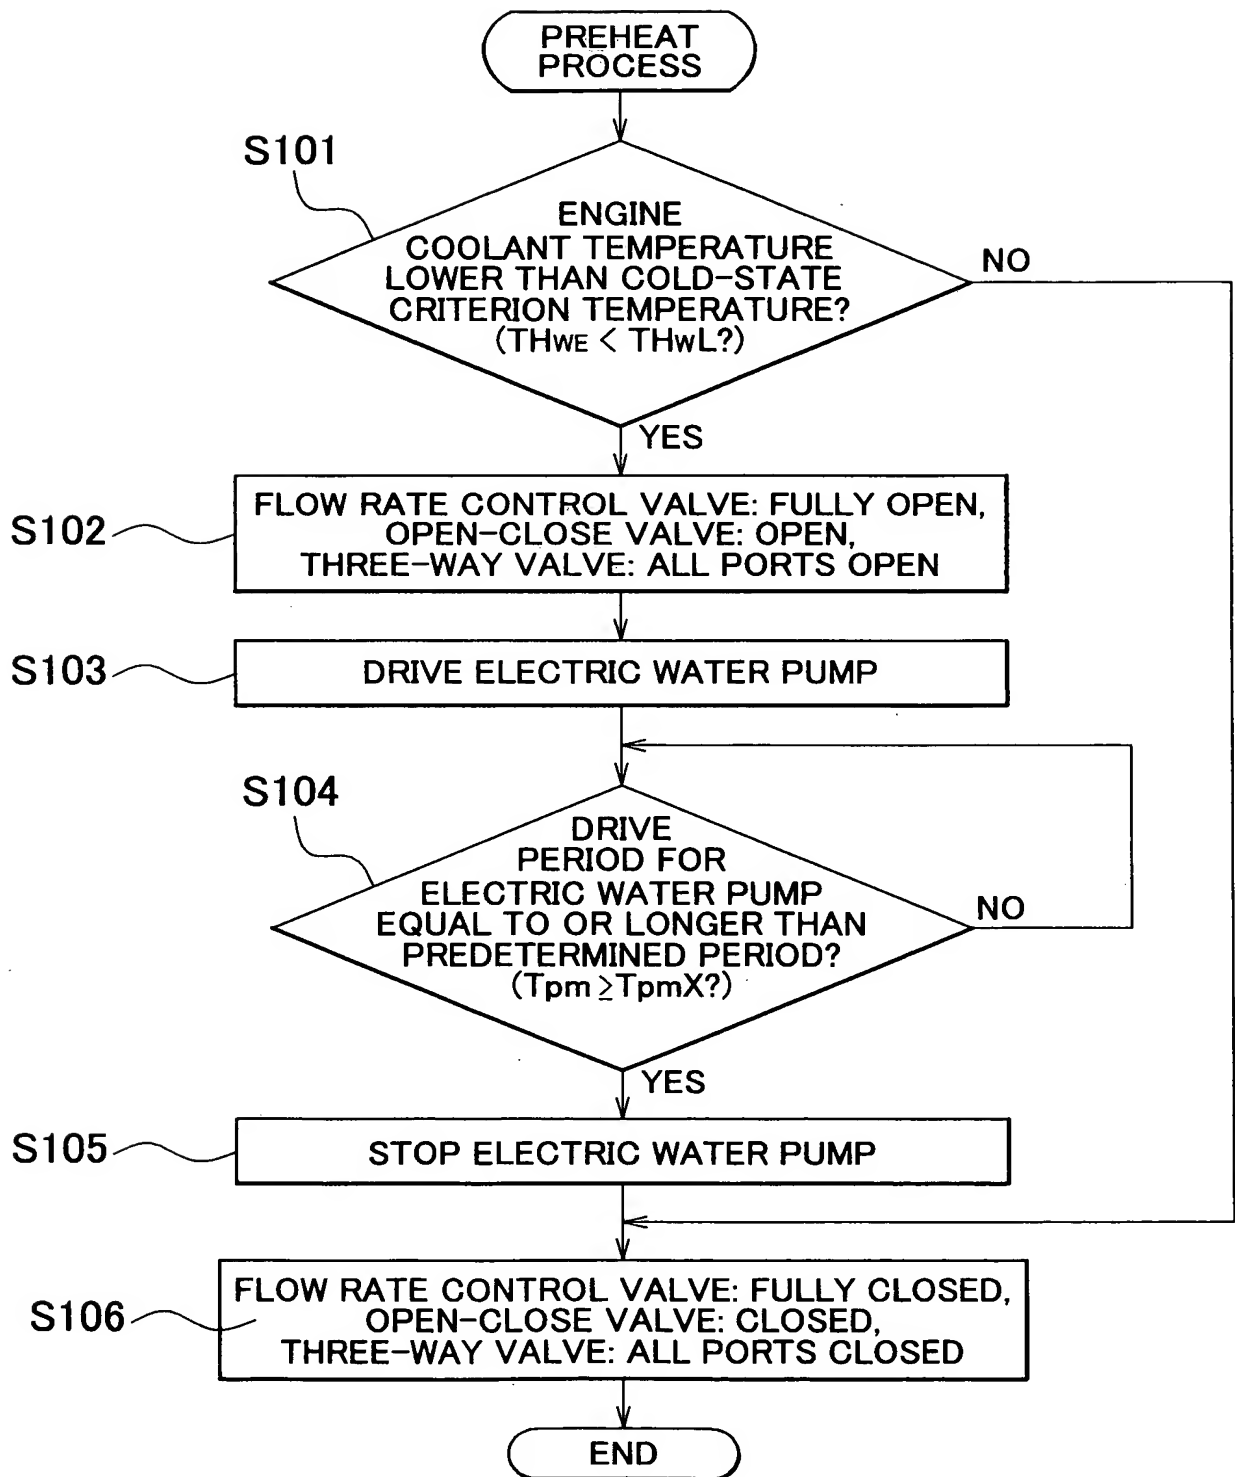 PREHEAT
PROCESS
S101
ENGINE
COOLANT TEMPERATURE
LOWER THAN COLD-STATE
CRITERION TEMPERATURE?
(THWE < THWL?)
NO
YES
S102
FLOW RATE CONTROL VALVE: FULLY OPEN,
OPEN-CLOSE VALVE: OPEN,
THREE-WAY VALVE: ALL PORTS OPEN
S103
DRIVE ELECTRIC WATER PUMP
S104
DRIVE
PERIOD FOR
ELECTRIC WATER PUMP
EQUAL TO OR LONGER THAN
PREDETERMINED PERIOD?
(Tpm ≥ TpmX?)
NO
YES
S105
STOP ELECTRIC WATER PUMP
S106
FLOW RATE CONTROL VALVE: FULLY CLOSED,
OPEN-CLOSE VALVE: CLOSED,
THREE-WAY VALVE: ALL PORTS CLOSED
END